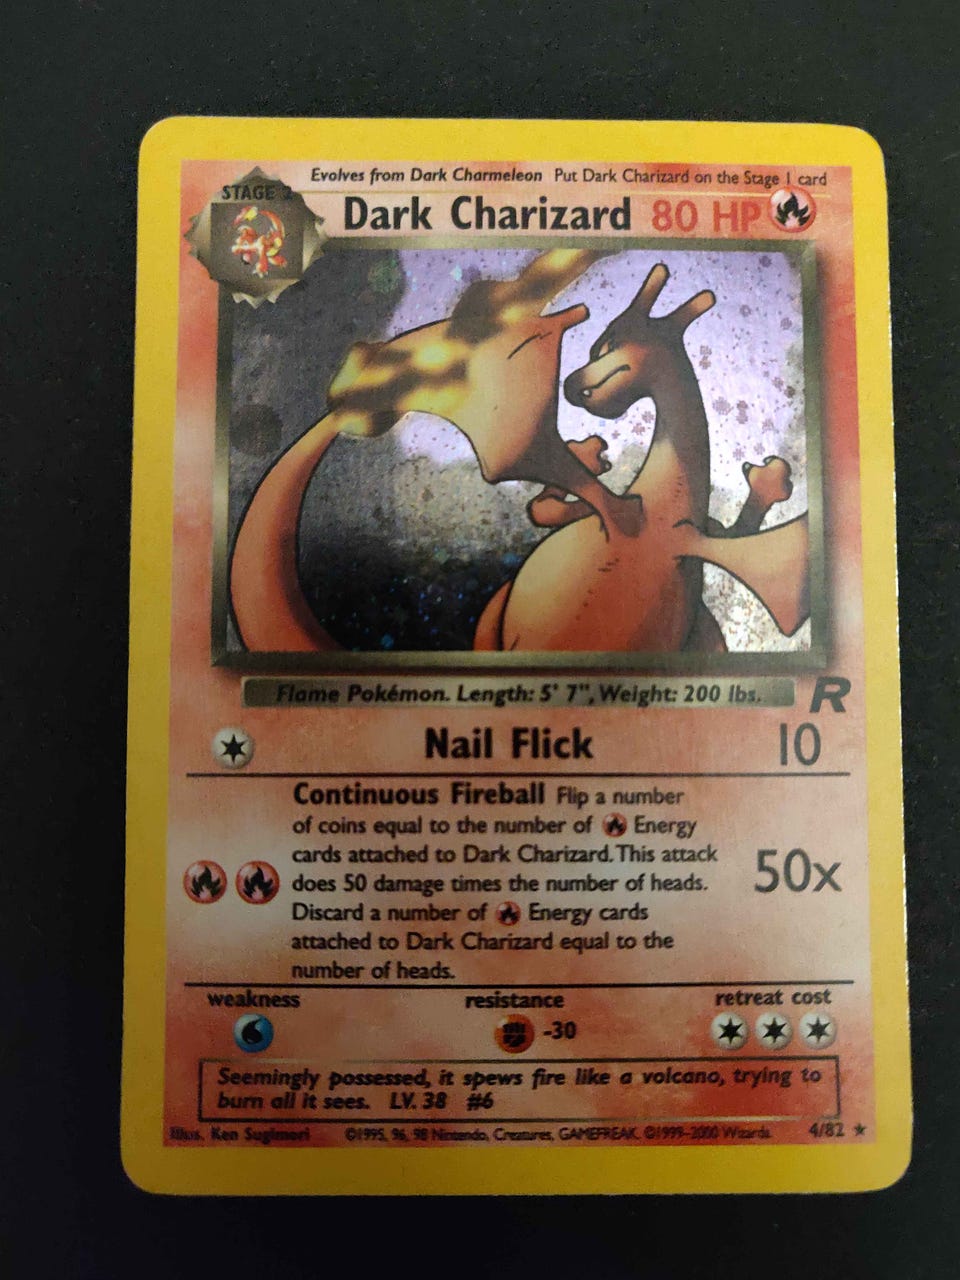 Evolves from Dark Charmeleon Put Dark Charizard on the Stage 1 card
STAGE 2
Dark Charizard 80 HP
Flame Pokémon. Length: 5' 7", Weight: 200 lbs.
R
Nail Flick 10
Continuous Fireball Flip a number
of coins equal to the number of Energy
cards attached to Dark Charizard. This attack
does 50 damage times the number of heads.
Discard a number of Energy cards
attached to Dark Charizard equal to the
number of heads.
50x
weakness resistance retreat cost
-30
Seemingly possessed, it spews fire like a volcano, trying to
burn all it sees. LV. 38 #6
Illus. Ken Sugimori ©1995, 96, 98 Nintendo, Creatures, GAMEFREAK. ©1999-2000 Wizards. 4/82 ★